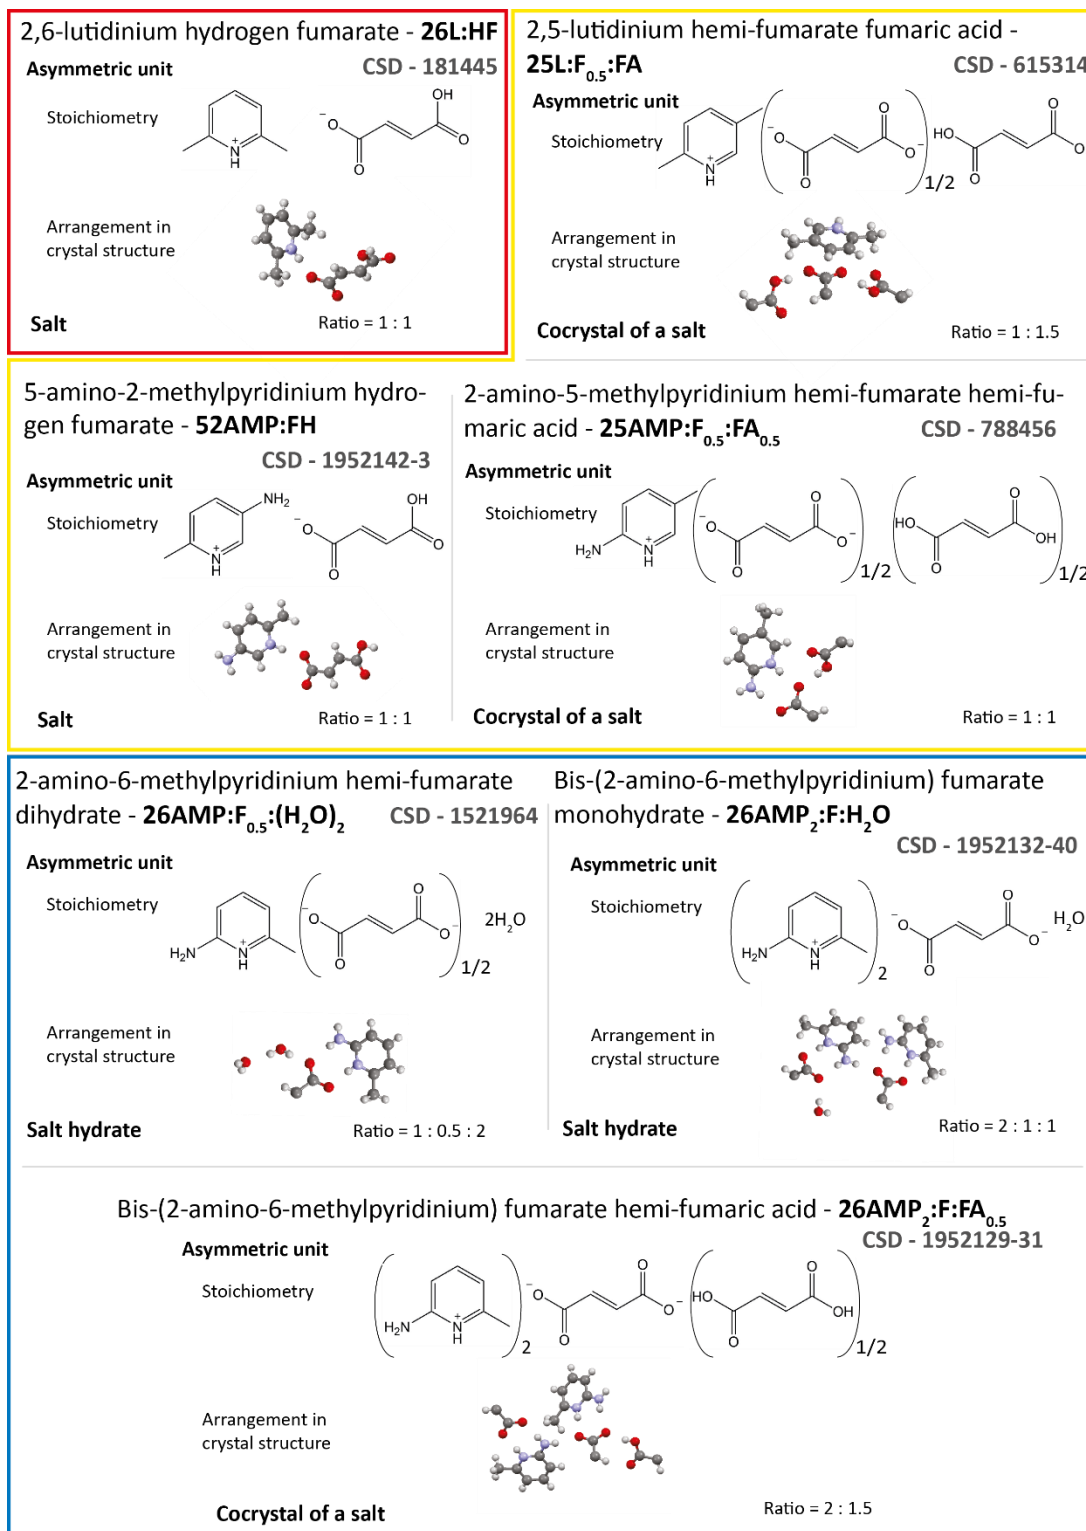 2,6-lutidinium hydrogen fumarate - 26L:HF
CSD - 181445
Asymmetric unit
Stoichiometry
OH
⁻O
O
O
N⁺
H
Arrangement in
crystal structure
Salt
Ratio = 1 : 1
2,5-lutidinium hemi-fumarate fumaric acid -
25L:F0.5:FA
CSD - 615314
Asymmetric unit
Stoichiometry
N⁺
H
⁻O
O
O
O⁻
1/2
HO
O
O
O
Arrangement in
crystal structure
Cocrystal of a salt
Ratio = 1 : 1.5
5-amino-2-methylpyridinium hydro-
gen fumarate - 52AMP:FH
CSD - 1952142-3
Asymmetric unit
Stoichiometry
NH2
N⁺
H
⁻O
O
OH
O
Arrangement in
crystal structure
Salt
Ratio = 1 : 1
2-amino-5-methylpyridinium hemi-fumarate hemi-fu-
maric acid - 25AMP:F0.5:FA0.5
CSD - 788456
Asymmetric unit
Stoichiometry
H2N
N⁺
H
⁻O
O
O
O⁻
1/2
HO
O
O
OH
1/2
Arrangement in
crystal structure
Cocrystal of a salt
Ratio = 1 : 1
2-amino-6-methylpyridinium hemi-fumarate
dihydrate - 26AMP:F0.5:(H2O)2
CSD - 1521964
Asymmetric unit
Stoichiometry
H2N
N⁺
H
⁻O
O
O
O⁻
1/2
2H2O
Arrangement in
crystal structure
Salt hydrate
Ratio = 1 : 0.5 : 2
Bis-(2-amino-6-methylpyridinium) fumarate
monohydrate - 26AMP2:F:H2O
CSD - 1952132-40
Asymmetric unit
Stoichiometry
H2N
N⁺
H
2
⁻O
O
O
O⁻
H2O
Arrangement in
crystal structure
Salt hydrate
Ratio = 2 : 1 : 1
Bis-(2-amino-6-methylpyridinium) fumarate hemi-fumaric acid - 26AMP2:F:FA0.5
CSD - 1952129-31
Asymmetric unit
Stoichiometry
H2N
N⁺
H
2
⁻O
O
O
O⁻
HO
O
O
OH
1/2
Arrangement in
crystal structure
Cocrystal of a salt
Ratio = 2 : 1.5